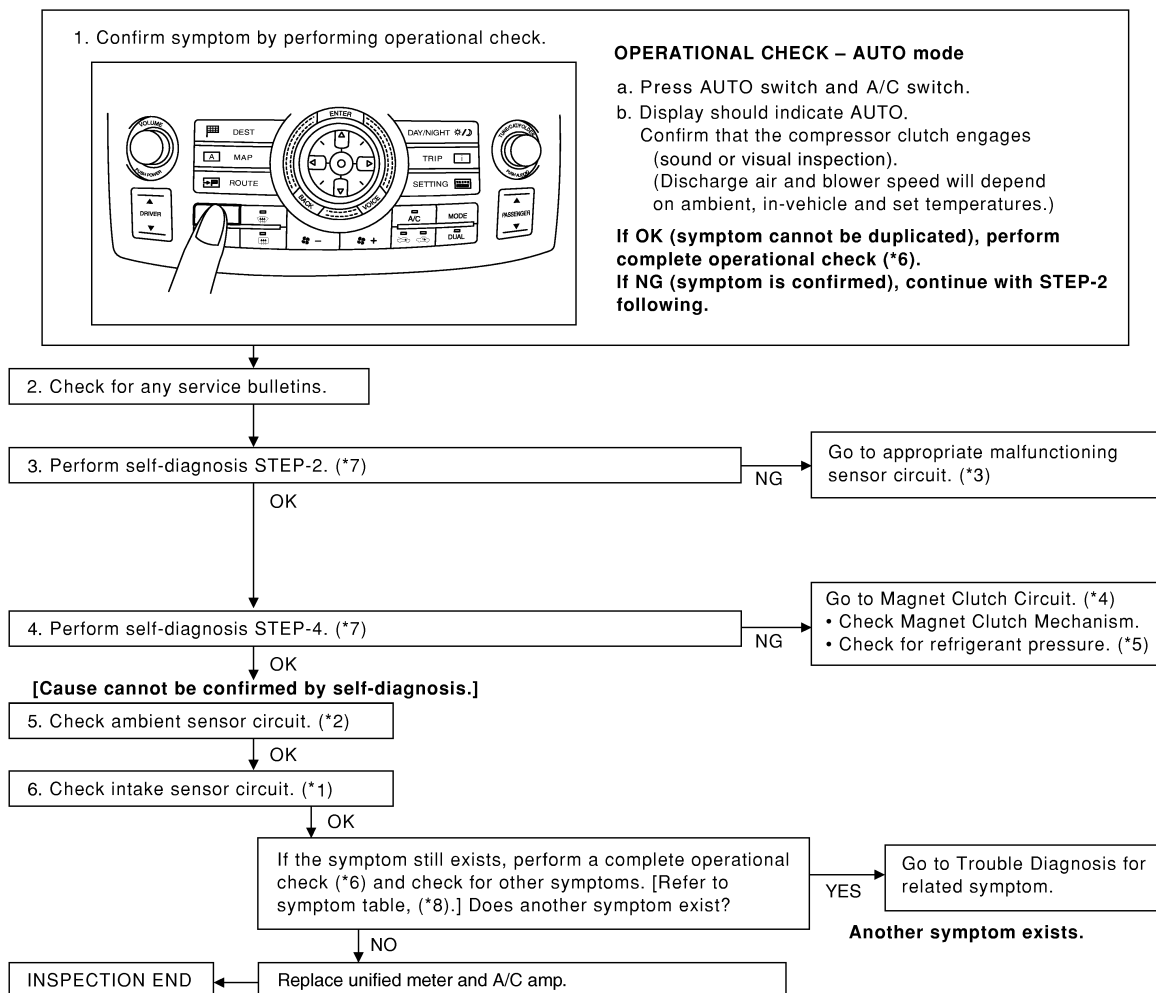 1. Confirm symptom by performing operational check.
VOLUME
PUSH POWER
DEST
A MAP
ROUTE
ENTER
BACK
VOICE
DAY/NIGHT
TRIP
SETTING
TUNE/CAT/FOLDER
PUSH AUDIO
DRIVER
A/C
MODE
DUAL
PASSENGER
– +
OPERATIONAL CHECK – AUTO mode
a. Press AUTO switch and A/C switch.
b. Display should indicate AUTO.
Confirm that the compressor clutch engages
(sound or visual inspection).
(Discharge air and blower speed will depend
on ambient, in-vehicle and set temperatures.)
If OK (symptom cannot be duplicated), perform
complete operational check (*6).
If NG (symptom is confirmed), continue with STEP-2
following.
2. Check for any service bulletins.
3. Perform self-diagnosis STEP-2. (*7)
NG
Go to appropriate malfunctioning
sensor circuit. (*3)
OK
4. Perform self-diagnosis STEP-4. (*7)
NG
Go to Magnet Clutch Circuit. (*4)
• Check Magnet Clutch Mechanism.
• Check for refrigerant pressure. (*5)
OK
[Cause cannot be confirmed by self-diagnosis.]
5. Check ambient sensor circuit. (*2)
OK
6. Check intake sensor circuit. (*1)
OK
If the symptom still exists, perform a complete operational
check (*6) and check for other symptoms. [Refer to
symptom table, (*8).] Does another symptom exist?
YES
Go to Trouble Diagnosis for
related symptom.
Another symptom exists.
NO
Replace unified meter and A/C amp.
INSPECTION END